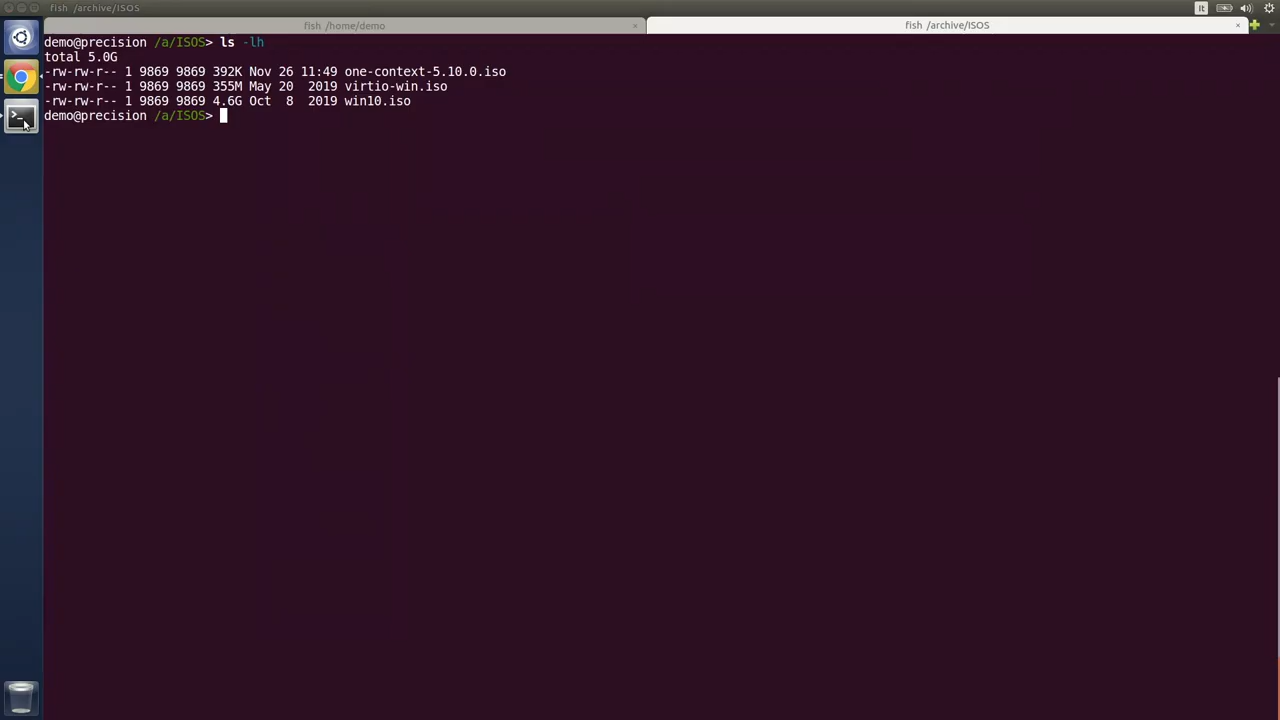 fish /archive/ISOS
It
fish /home/demo ×
fish /archive/ISOS ×
demo@precision /a/ISOS> ls -lh
total 5.0G
-rw-rw-r-- 1 9869 9869 392K Nov 26 11:49 one-context-5.10.0.iso
-rw-rw-r-- 1 9869 9869 355M May 20  2019 virtio-win.iso
-rw-rw-r-- 1 9869 9869 4.6G Oct  8  2019 win10.iso
demo@precision /a/ISOS>